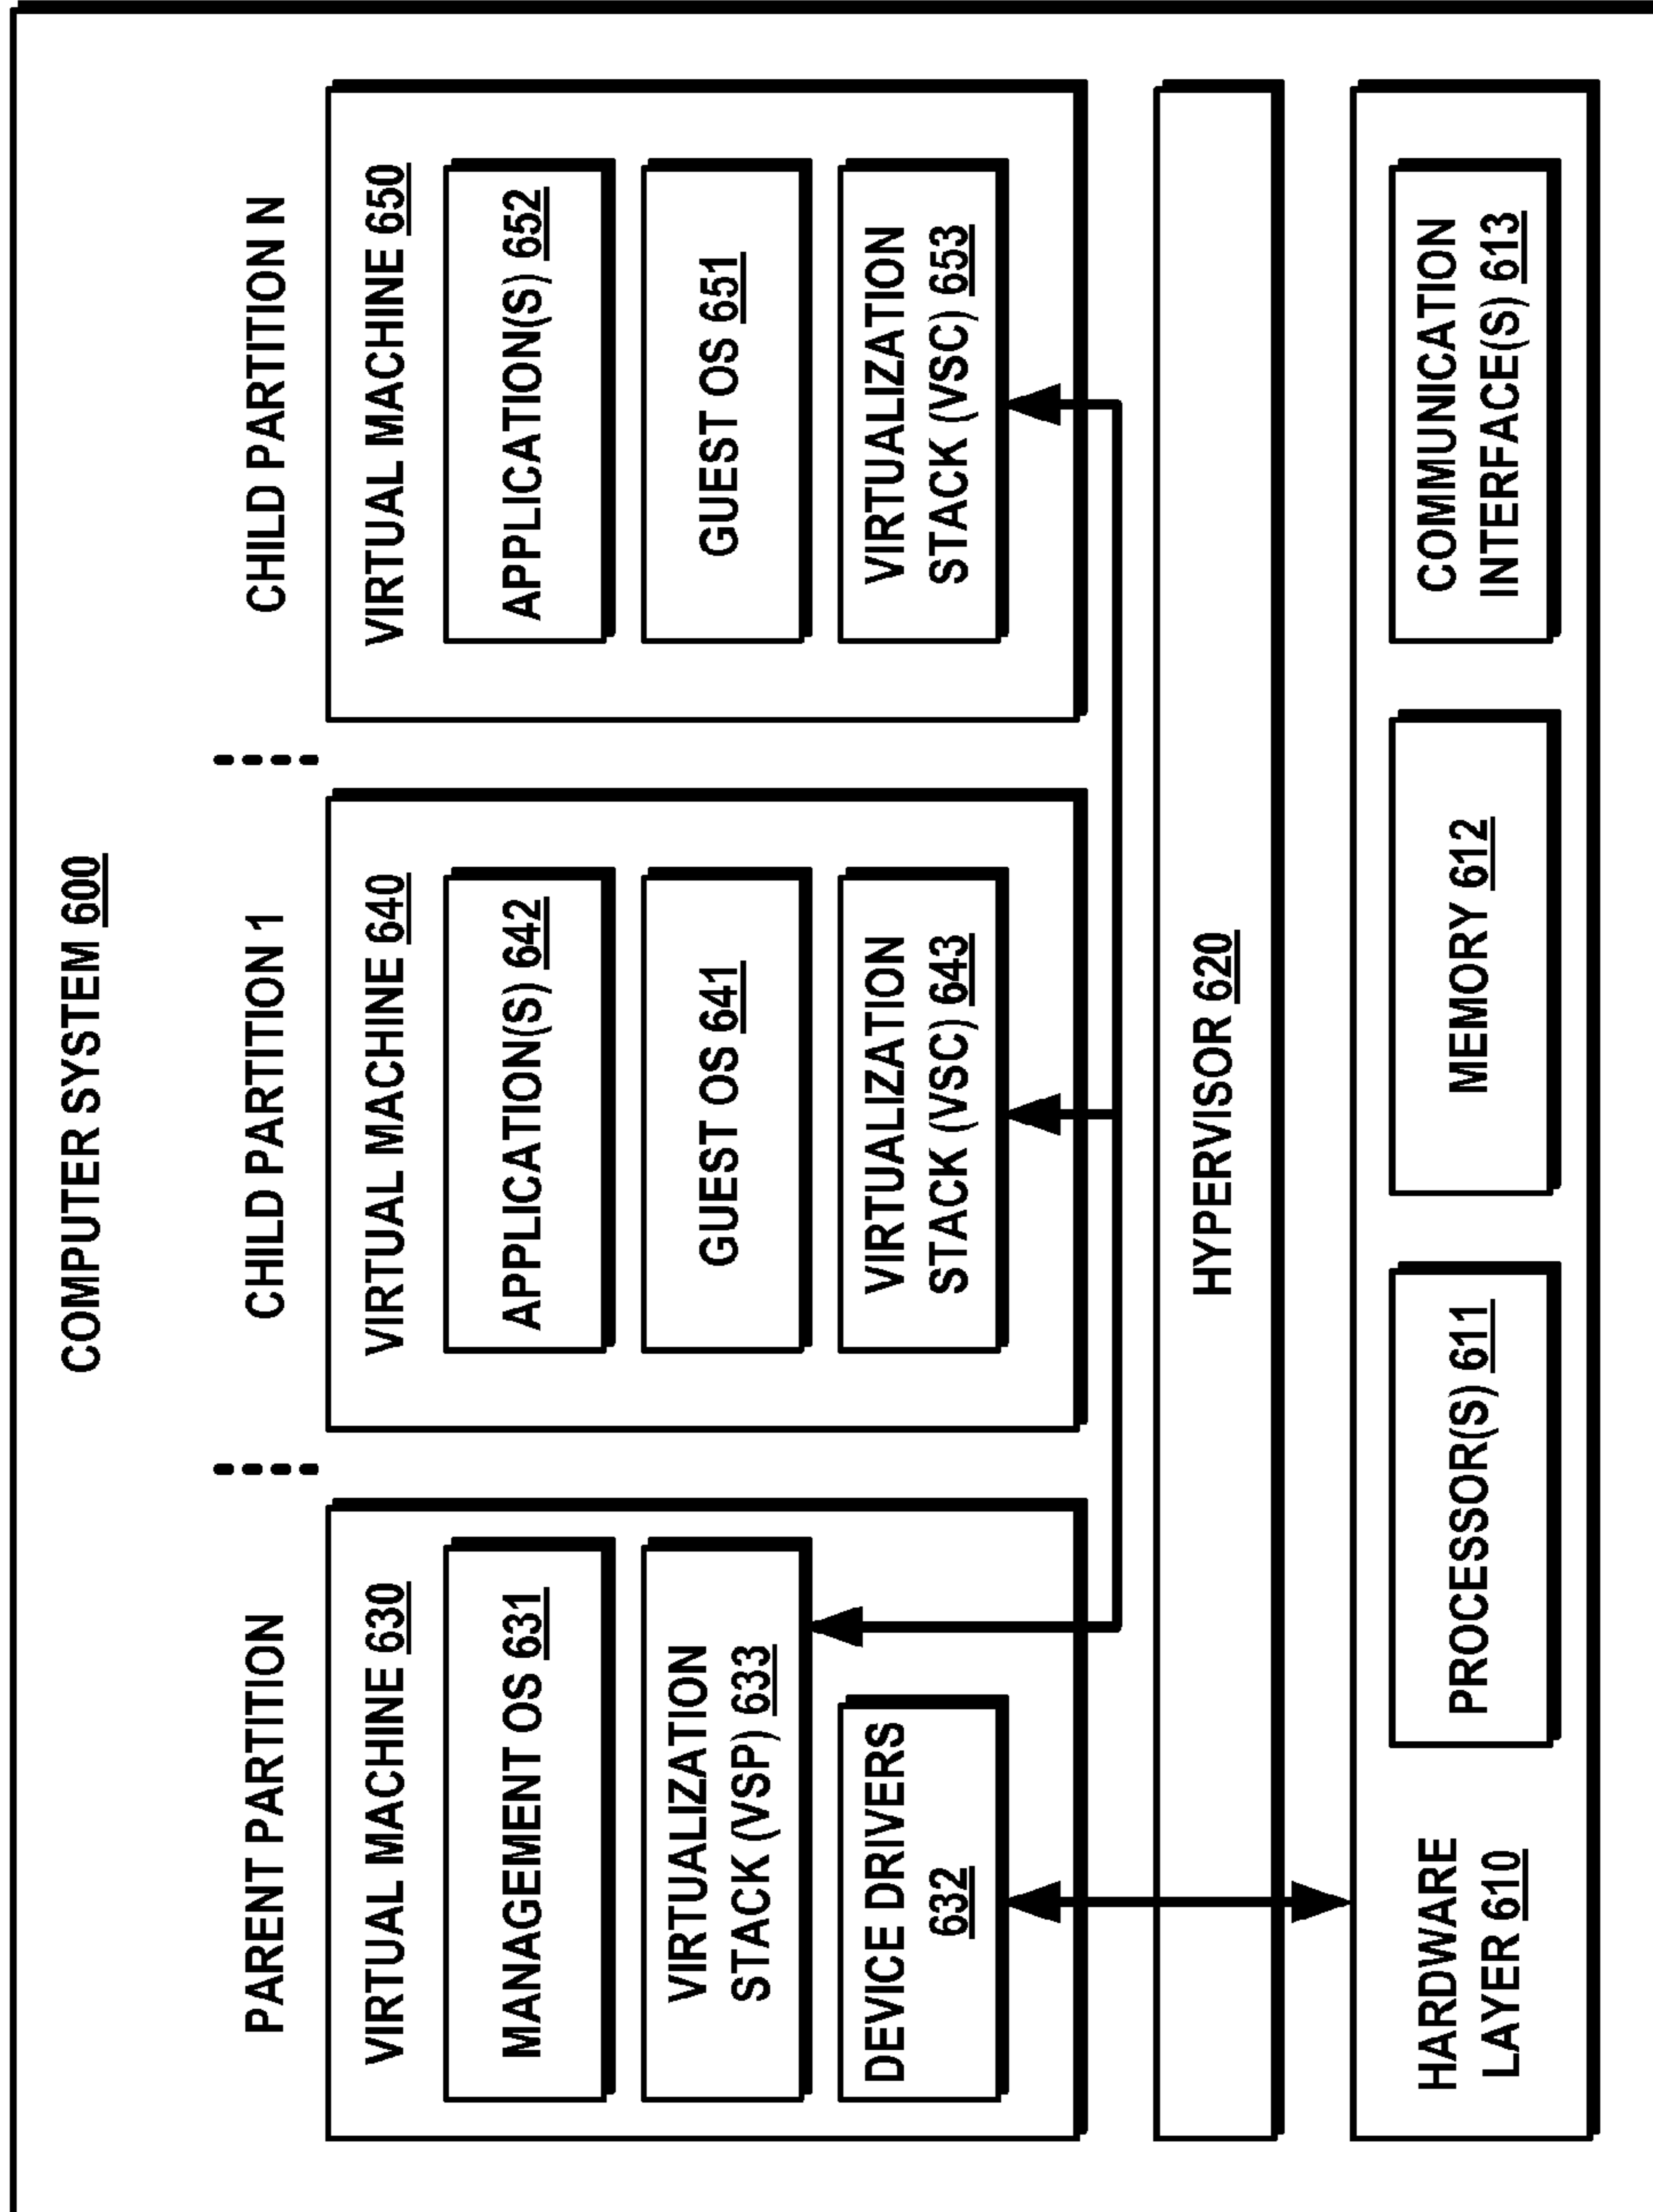 COMPUTER SYSTEM 600
PARENT PARTITION
VIRTUAL MACHINE 630
MANAGEMENT OS 631
VIRTUALIZATION
STACK (VSP) 633
DEVICE DRIVERS
632
CHILD PARTITION 1
VIRTUAL MACHINE 640
APPLICATION(S) 642
GUEST OS 641
VIRTUALIZATION
STACK (VSC) 643
CHILD PARTITION N
VIRTUAL MACHINE 650
APPLICATION(S) 652
GUEST OS 651
VIRTUALIZATION
STACK (VSC) 653
HYPERVISOR 620
HARDWARE
LAYER 610
PROCESSOR(S) 611
MEMORY 612
COMMUNICATION
INTERFACE(S) 613